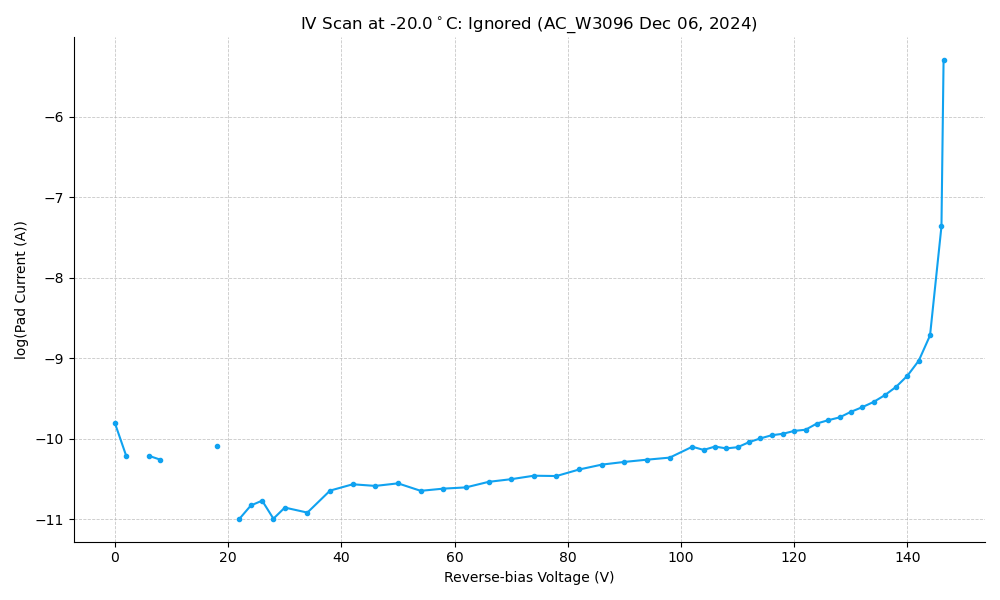 IV Scan at -20.0°C: Ignored (AC_W3096 Dec 06, 2024)
log(Pad Current (A))
−6
−7
−8
−9
−10
−11
0 20 40 60 80 100 120 140
Reverse-bias Voltage (V)